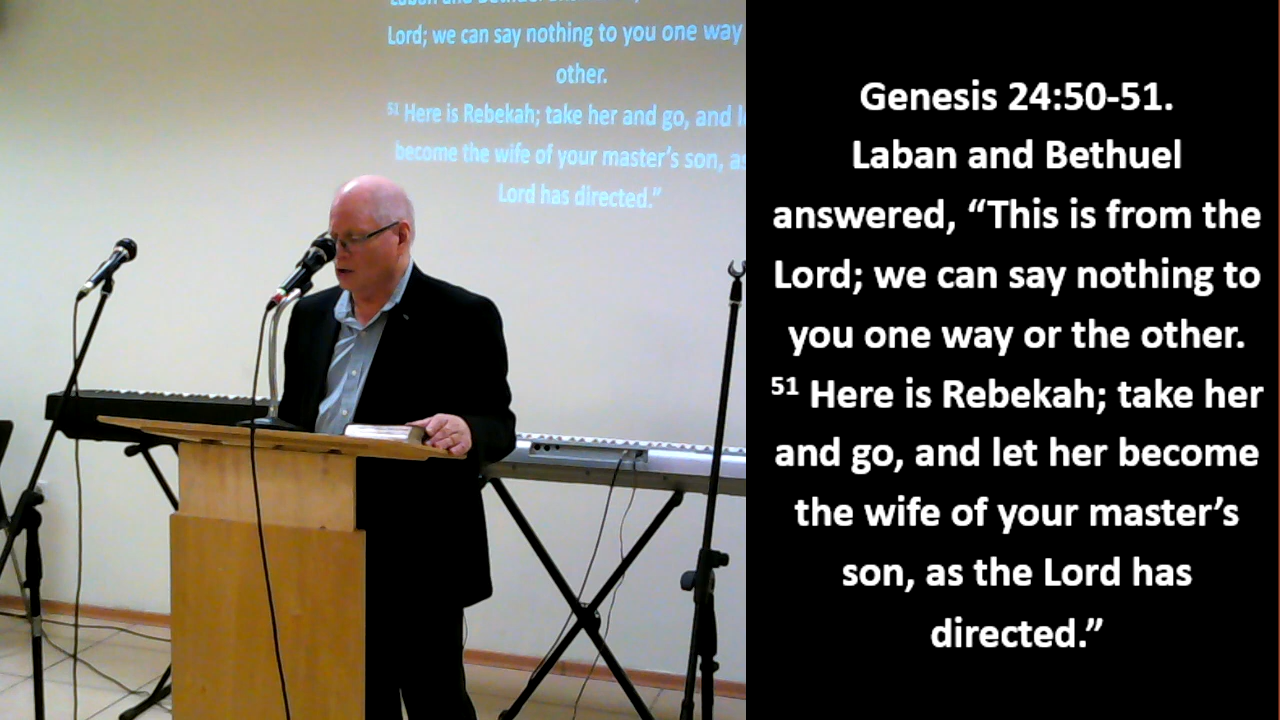 Lord; we can say nothing to you one way
other.
51 Here is Rebekah; take her and go, and
become the wife of your master's son, as
Lord has directed."
Genesis 24:50-51.
Laban and Bethuel
answered, “This is from the
Lord; we can say nothing to
you one way or the other.
51 Here is Rebekah; take her
and go, and let her become
the wife of your master’s
son, as the Lord has
directed.”